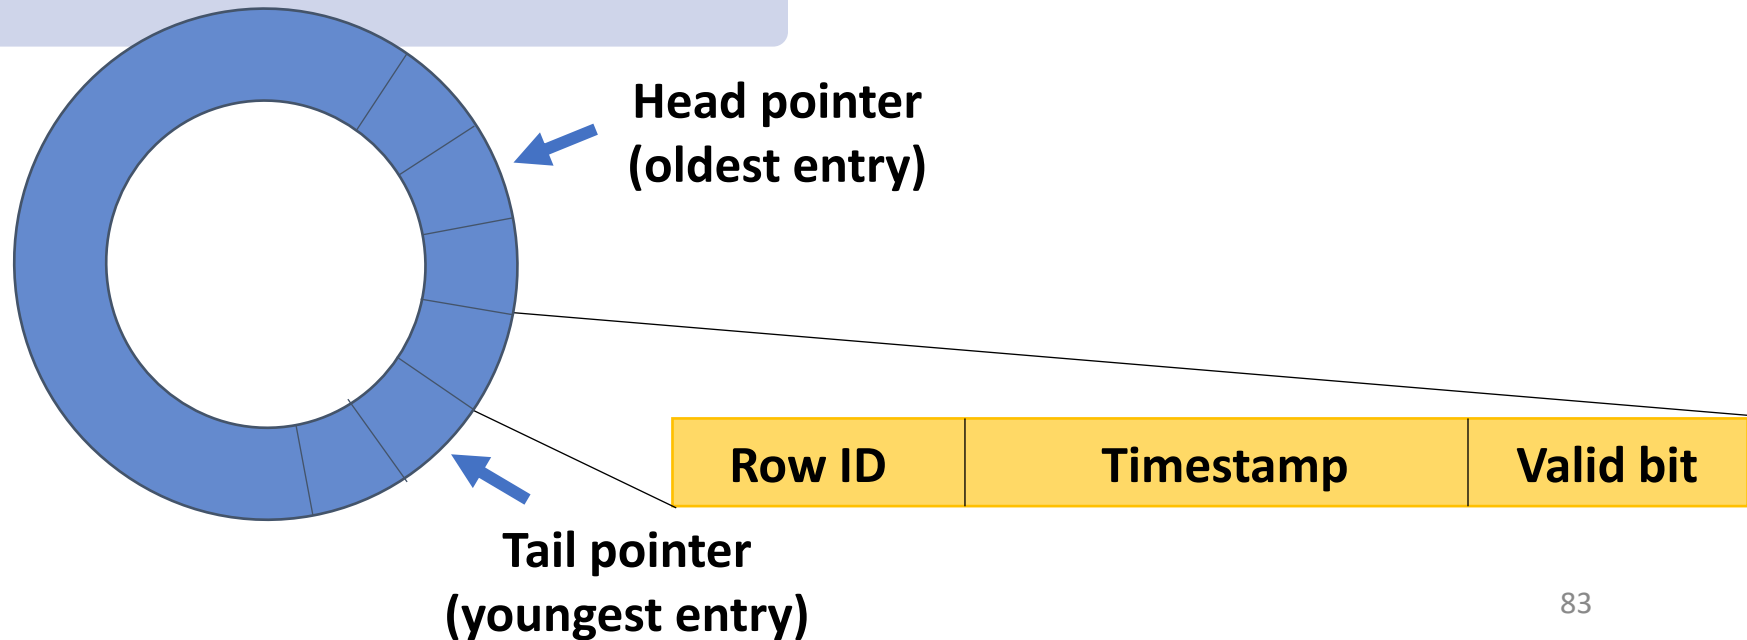 Head pointer
(oldest entry)
Row ID
Timestamp
Valid bit
Tail pointer
(youngest entry)
83